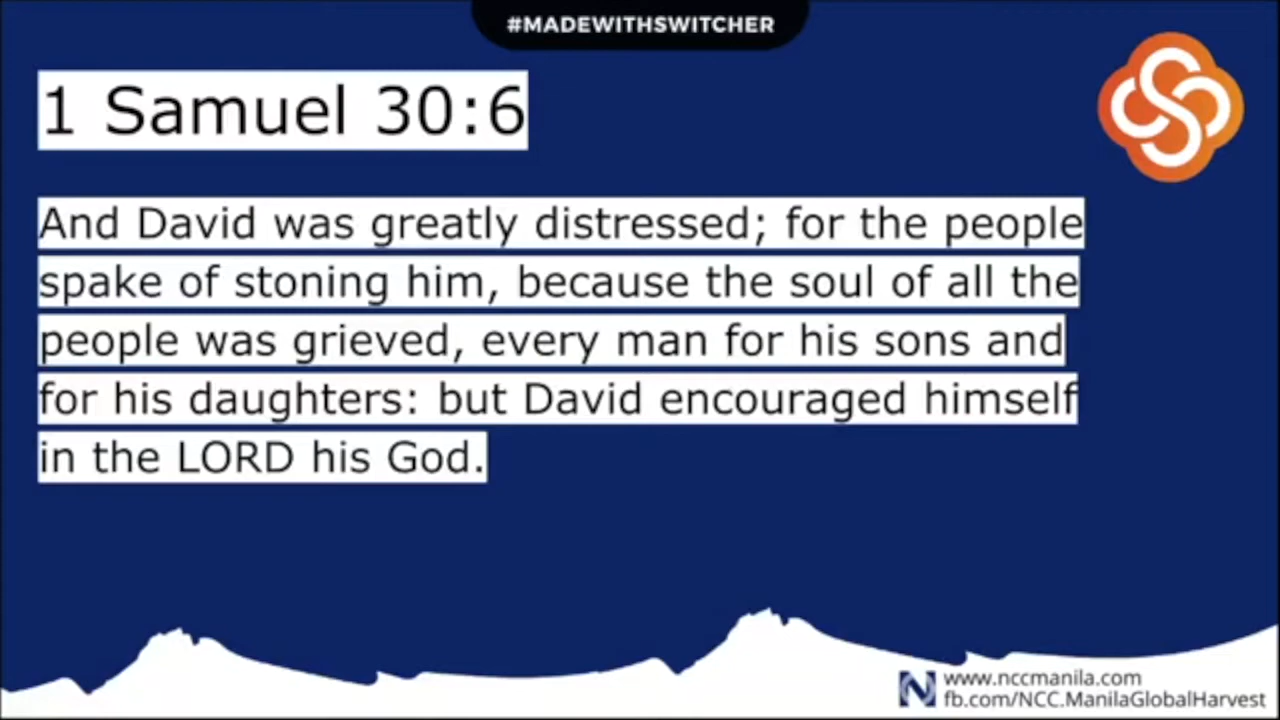 #MADEWITHSWITCHER
1 Samuel 30:6
And David was greatly distressed; for the people
spake of stoning him, because the soul of all the
people was grieved, every man for his sons and
for his daughters: but David encouraged himself
in the LORD his God.
www.nccmanila.com
fb.com/NCC.ManilaGlobalHarvest